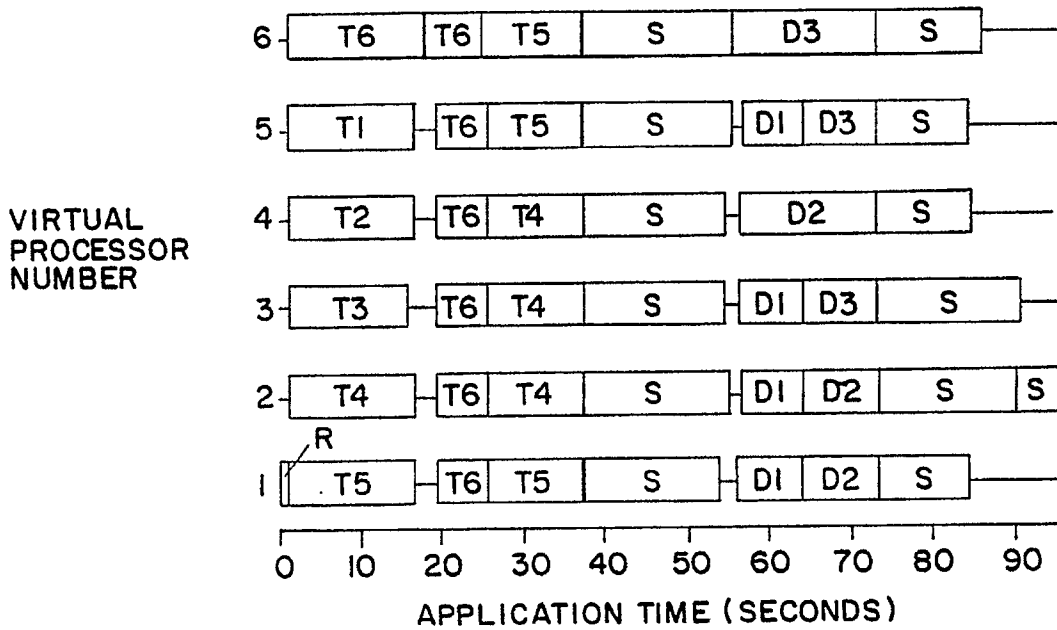 6 T6 T6 T5 S D3 S
5 T1 T6 T5 S D1 D3 S
4 T2 T6 T4 S D2 S
VIRTUAL
PROCESSOR
NUMBER
3 T3 T6 T4 S D1 D3 S
2 T4 T6 T4 S D1 D2 S S
R
1 T5 T6 T5 S D1 D2 S
0 10 20 30 40 50 60 70 80 90
APPLICATION TIME (SECONDS)